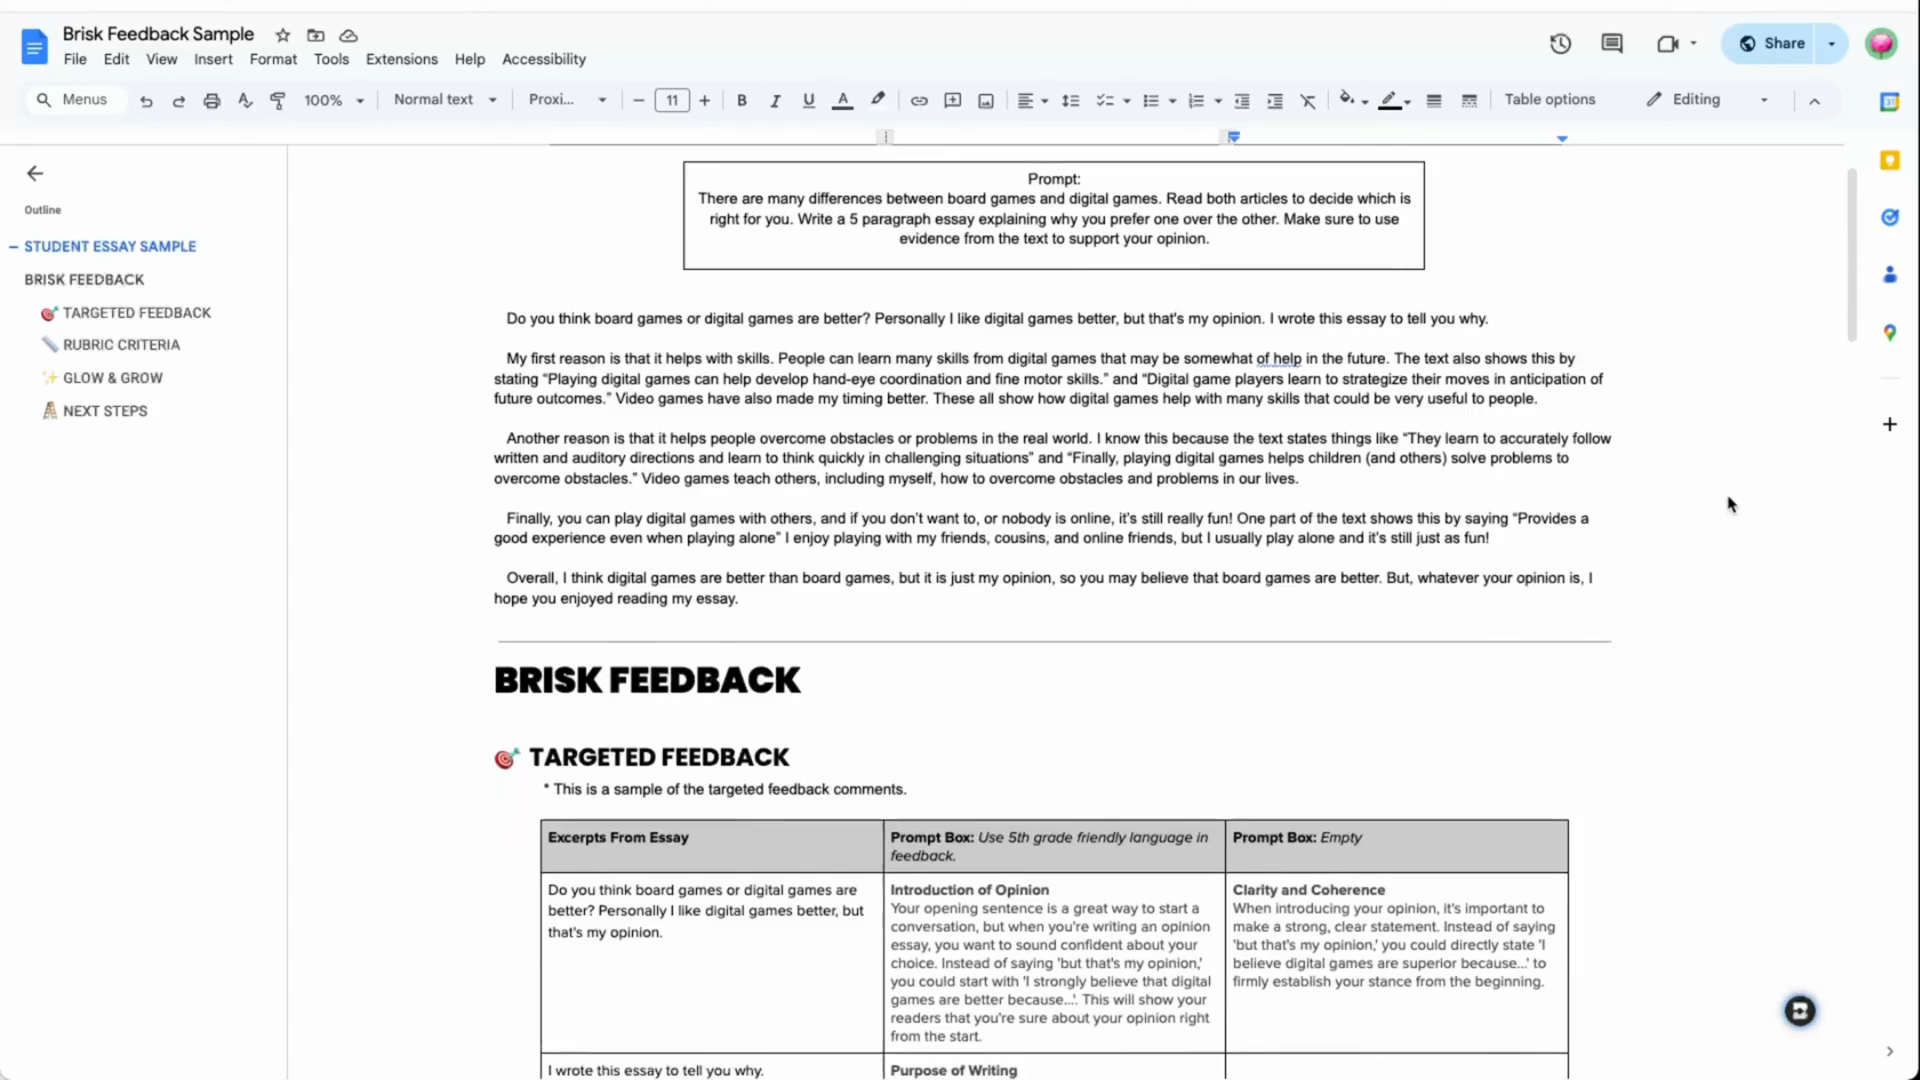 Brisk Feedback Sample
File Edit View Insert Format Tools Extensions Help Accessibility
Share
Menus 100% Normal text Proxi... 11 Table options Editing
Outline
STUDENT ESSAY SAMPLE
BRISK FEEDBACK
TARGETED FEEDBACK
RUBRIC CRITERIA
GLOW & GROW
NEXT STEPS
Prompt:
There are many differences between board games and digital games. Read both articles to decide which is
right for you. Write a 5 paragraph essay explaining why you prefer one over the other. Make sure to use
evidence from the text to support your opinion.
Do you think board games or digital games are better? Personally I like digital games better, but that's my opinion. I wrote this essay to tell you why.
My first reason is that it helps with skills. People can learn many skills from digital games that may be somewhat of help in the future. The text also shows this by
stating “Playing digital games can help develop hand-eye coordination and fine motor skills.” and “Digital game players learn to strategize their moves in anticipation of
future outcomes.” Video games have also made my timing better. These all show how digital games help with many skills that could be very useful to people.
Another reason is that it helps people overcome obstacles or problems in the real world. I know this because the text states things like “They learn to accurately follow
written and auditory directions and learn to think quickly in challenging situations” and “Finally, playing digital games helps children (and others) solve problems to
overcome obstacles.” Video games teach others, including myself, how to overcome obstacles and problems in our lives.
Finally, you can play digital games with others, and if you don’t want to, or nobody is online, it’s still really fun! One part of the text shows this by saying “Provides a
good experience even when playing alone” I enjoy playing with my friends, cousins, and online friends, but I usually play alone and it’s still just as fun!
Overall, I think digital games are better than board games, but it is just my opinion, so you may believe that board games are better. But, whatever your opinion is, I
hope you enjoyed reading my essay.
BRISK FEEDBACK
TARGETED FEEDBACK
* This is a sample of the targeted feedback comments.
Excerpts From Essay
Prompt Box: Use 5th grade friendly language in
feedback.
Prompt Box: Empty
Do you think board games or digital games are
better? Personally I like digital games better, but
that's my opinion.
Introduction of Opinion
Your opening sentence is a great way to start a
conversation, but when you're writing an opinion
essay, you want to sound confident about your
choice. Instead of saying 'but that's my opinion,'
you could start with 'I strongly believe that digital
games are better because...'. This will show your
readers that you're sure about your opinion right
from the start.
Clarity and Coherence
When introducing your opinion, it's important to
make a strong, clear statement. Instead of saying
'but that's my opinion,' you could directly state 'I
believe digital games are superior because...' to
firmly establish your stance from the beginning.
I wrote this essay to tell you why.
Purpose of Writing